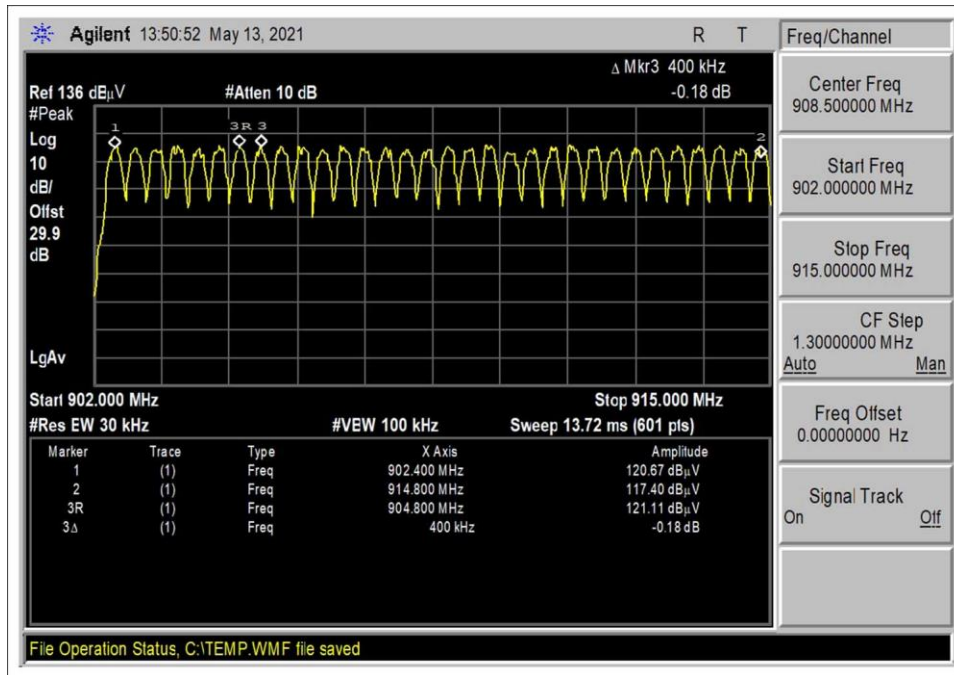 Agilent 13:50:52 May 13, 2021 R T
Freq/Channel
Δ Mkr3 400 kHz
Ref 136 dBμV #Atten 10 dB -0.18 dB
#Peak
Log
10
dB/
Offst
29.9
dB
LgAv
1 3R 3 2
Start 902.000 MHz Stop 915.000 MHz
#Res EW 30 kHz #VEW 100 kHz Sweep 13.72 ms (601 pts)
Marker Trace Type X Axis Amplitude
1 (1) Freq 902.400 MHz 120.67 dBμV
2 (1) Freq 914.800 MHz 117.40 dBμV
3R (1) Freq 904.800 MHz 121.11 dBμV
3Δ (1) Freq 400 kHz -0.18 dB
Center Freq
908.500000 MHz
Start Freq
902.000000 MHz
Stop Freq
915.000000 MHz
CF Step
1.30000000 MHz
Auto Man
Freq Offset
0.00000000 Hz
Signal Track
On Off
File Operation Status, C:\TEMP.WMF file saved